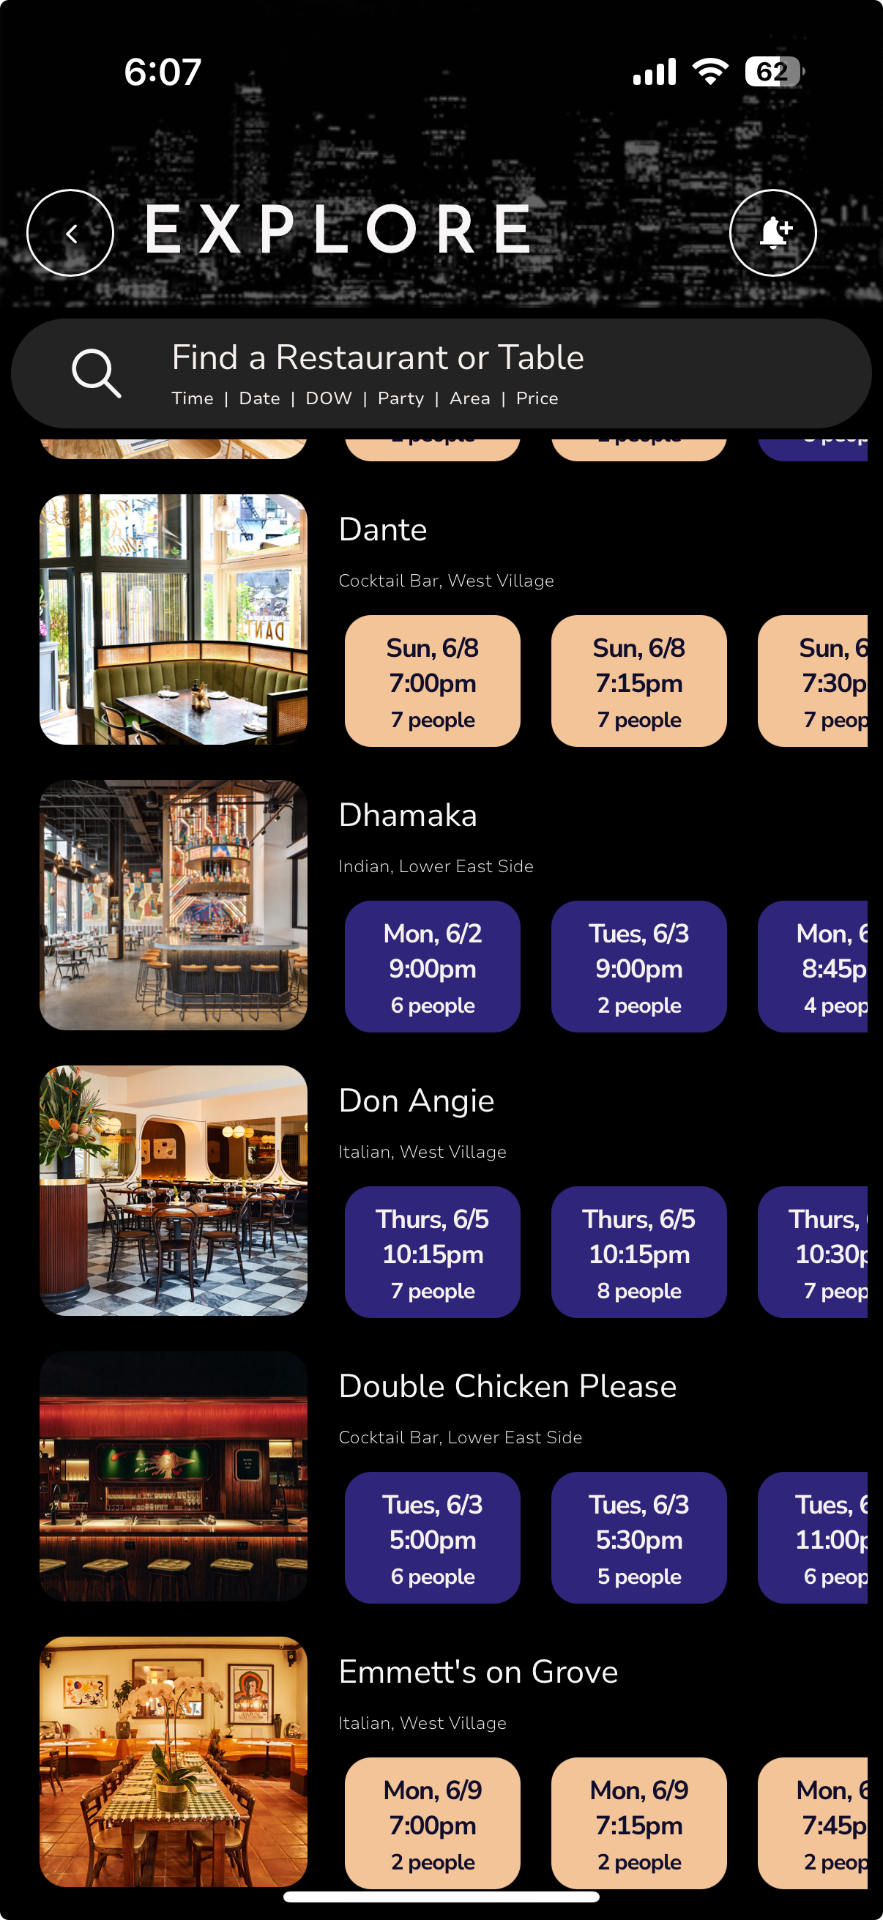 6:07
62
EXPLORE
Find a Restaurant or Table
Time | Date | DOW | Party | Area | Price
2 people
DANT
Dante
Cocktail Bar, West Village
Sun, 6/8
7:00pm
7 people
Sun, 6/8
7:15pm
7 people
Sun, 6
7:30p
7 peop
Dhamaka
Indian, Lower East Side
Mon, 6/2
9:00pm
6 people
Tues, 6/3
9:00pm
2 people
Mon, 6
8:45p
4 peop
Don Angie
Italian, West Village
Thurs, 6/5
10:15pm
7 people
Thurs, 6/5
10:15pm
8 people
Thurs,
10:30p
7 peop
Double Chicken Please
Cocktail Bar, Lower East Side
Tues, 6/3
5:00pm
6 people
Tues, 6/3
5:30pm
5 people
Tues, 6
11:00p
6 peop
Emmett's on Grove
Italian, West Village
Mon, 6/9
7:00pm
2 people
Mon, 6/9
7:15pm
2 people
Mon, 6
7:45p
2 peop